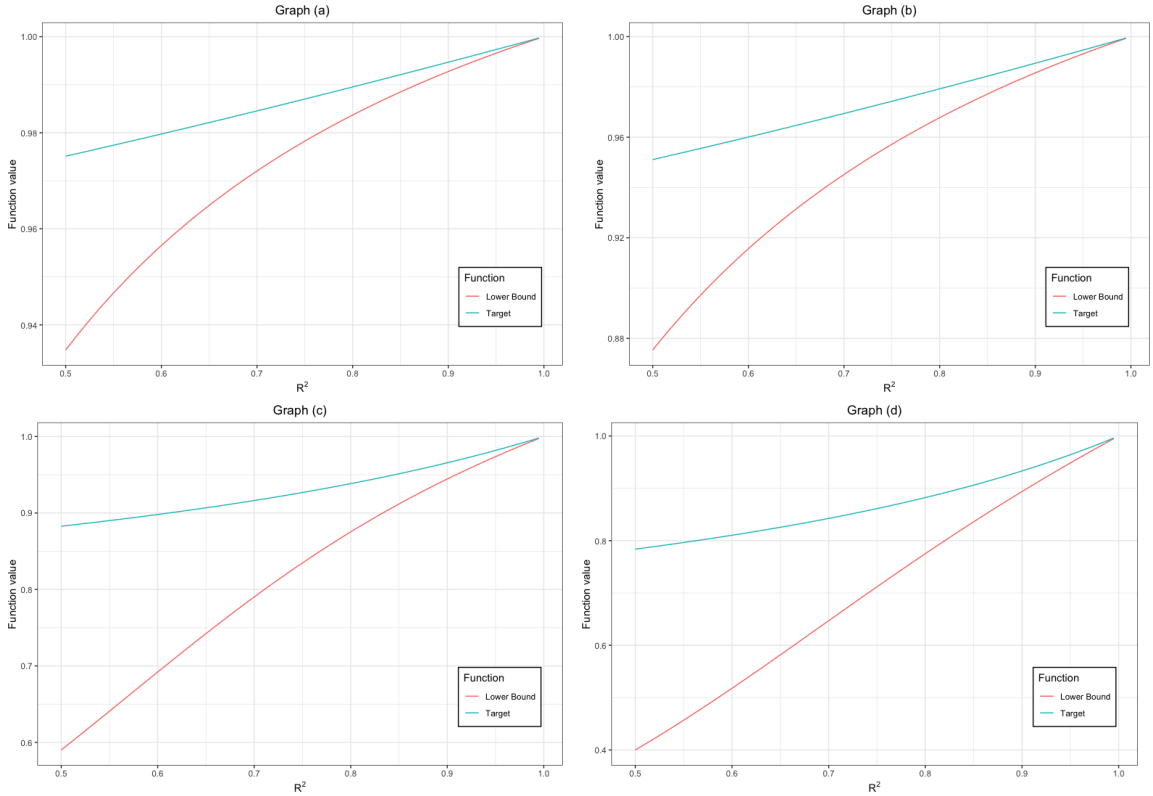 Graph (a)
1.00
0.98
0.96
0.94
Function value
Function
Lower Bound
Target
0.5 0.6 0.7 0.8 0.9 1.0
R²
Graph (b)
1.00
0.96
0.92
0.88
Function value
Function
Lower Bound
Target
0.5 0.6 0.7 0.8 0.9 1.0
R²
Graph (c)
1.0
0.9
0.8
0.7
0.6
Function value
Function
Lower Bound
Target
0.5 0.6 0.7 0.8 0.9 1.0
R²
Graph (d)
1.0
0.8
0.6
0.4
Function value
Function
Lower Bound
Target
0.5 0.6 0.7 0.8 0.9 1.0
R²